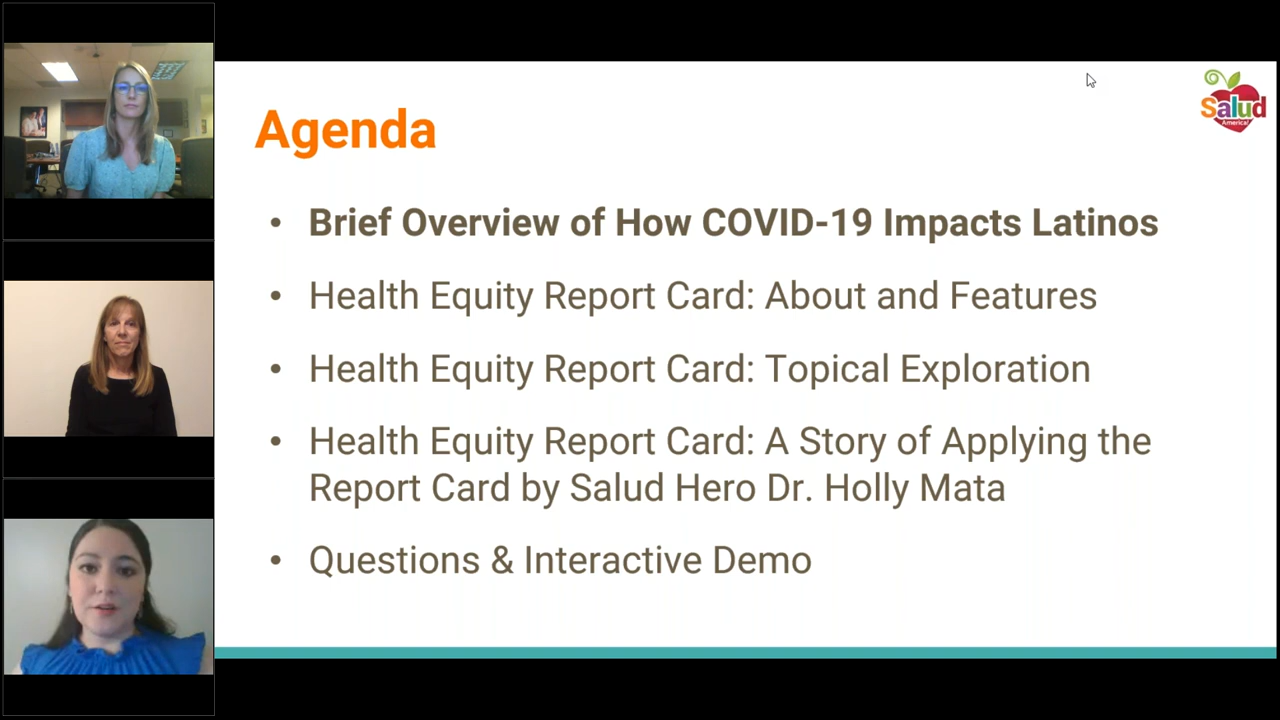 Agenda
• Brief Overview of How COVID-19 Impacts Latinos
• Health Equity Report Card: About and Features
• Health Equity Report Card: Topical Exploration
• Health Equity Report Card: A Story of Applying the
Report Card by Salud Hero Dr. Holly Mata
• Questions & Interactive Demo
Salud
America!